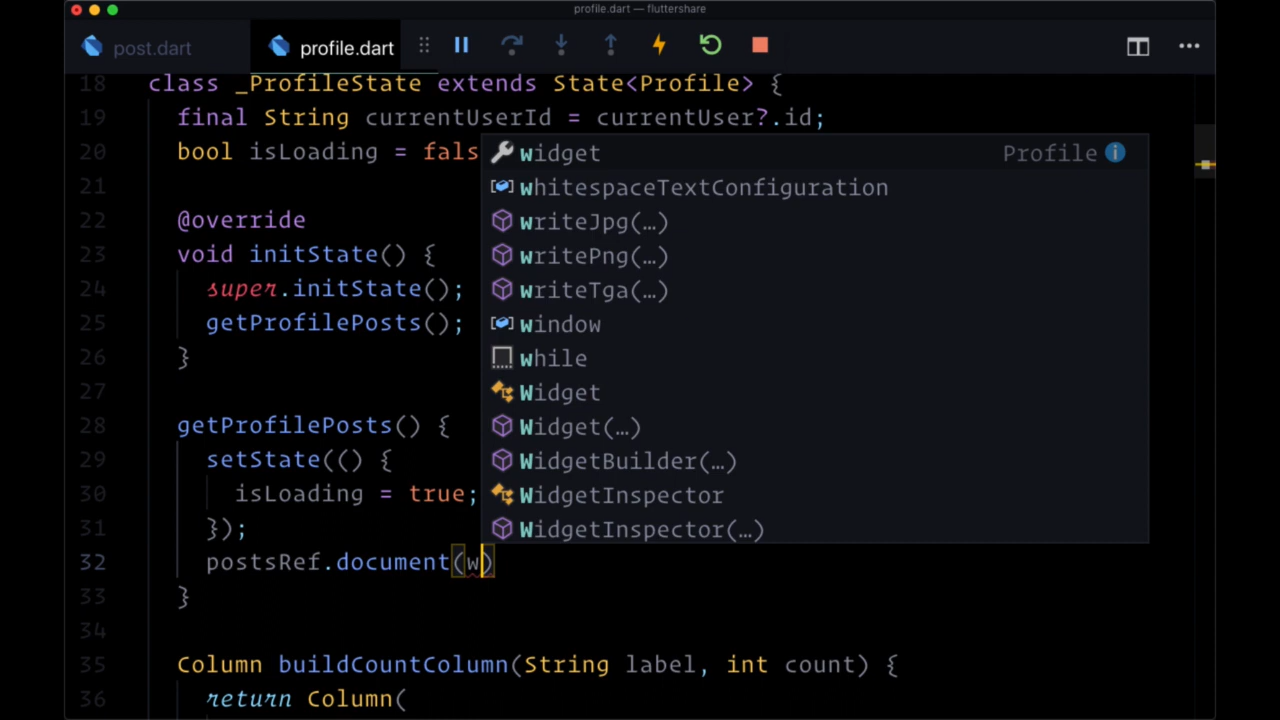 profile.dart — fluttershare
post.dart
profile.dart
18 class _ProfileState extends State<Profile> {
19 final String currentUserId = currentUser?.id;
20 bool isLoading = fals
21
22 @override
23 void initState() {
24 super.initState();
25 getProfilePosts();
26 }
27
28 getProfilePosts() {
29 setState(() {
30 isLoading = true;
31 });
32 postsRef.document(w)
33 }
34
35 Column buildCountColumn(String label, int count) {
36 return Column(
widget Profile
whitespaceTextConfiguration
writeJpg(…)
writePng(…)
writeTga(…)
window
while
Widget
Widget(…)
WidgetBuilder(…)
WidgetInspector
WidgetInspector(…)